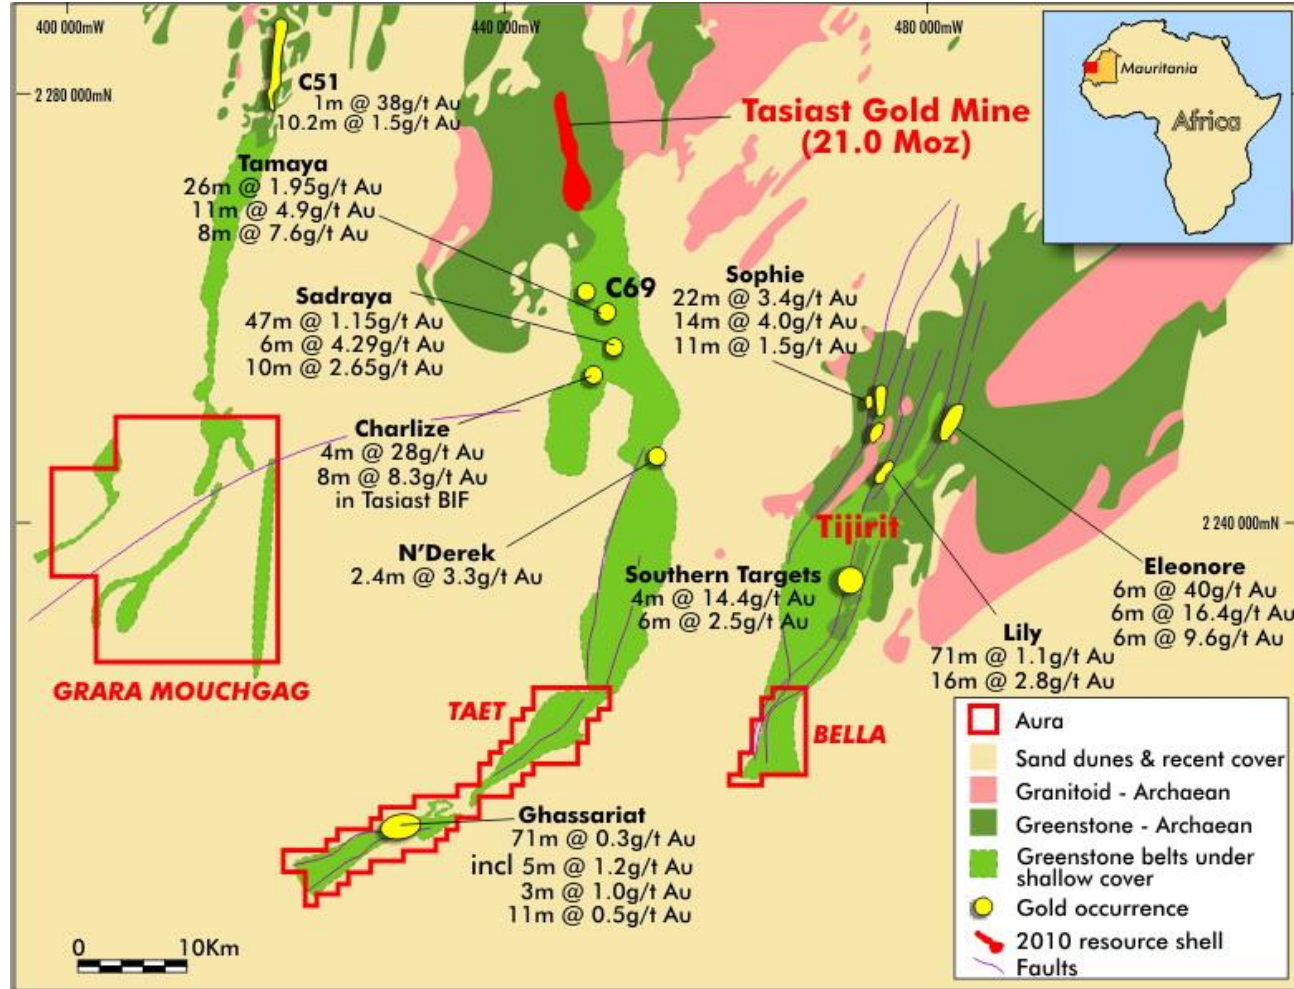 400 000mW
440 000mW
480 000mW
2 280 000mN
Mauritania
Africa
C51
1m @ 38g/t Au
10.2m @ 1.5g/t Au
Tasiast Gold Mine
(21.0 Moz)
Tamaya
26m @ 1.95g/t Au
11m @ 4.9g/t Au
8m @ 7.6g/t Au
C69
Sadraya
47m @ 1.15g/t Au
6m @ 4.29g/t Au
10m @ 2.65g/t Au
Sophie
22m @ 3.4g/t Au
14m @ 4.0g/t Au
11m @ 1.5g/t Au
Charlize
4m @ 28g/t Au
8m @ 8.3g/t Au
in Tasiast BIF
N'Derek
2.4m @ 3.3g/t Au
Tijirit
2 240 000mN
Southern Targets
4m @ 14.4g/t Au
6m @ 2.5g/t Au
Eleonore
6m @ 40g/t Au
6m @ 16.4g/t Au
6m @ 9.6g/t Au
Lily
71m @ 1.1g/t Au
16m @ 2.8g/t Au
GRARA MOUCHGAG
TAET
BELLA
Ghassariat
71m @ 0.3g/t Au
incl 5m @ 1.2g/t Au
3m @ 1.0g/t Au
11m @ 0.5g/t Au
0 10Km
Aura
Sand dunes & recent cover
Granitoid - Archaean
Greenstone - Archaean
Greenstone belts under
shallow cover
Gold occurrence
2010 resource shell
Faults